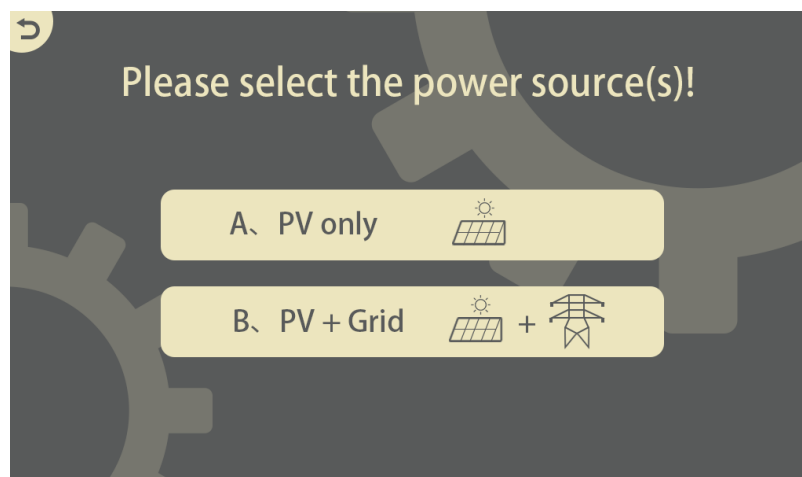 Please select the power source(s)!
A、PV only
B、PV + Grid +